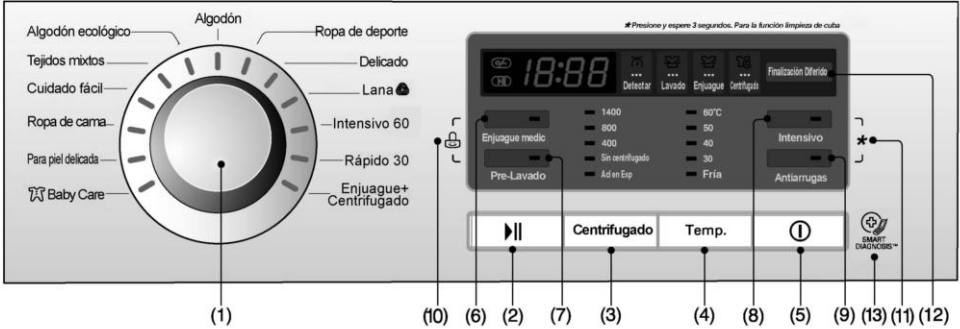 *Presione y espere 3 segundos. Para la función limpieza de cuba
Algodón
Algodón ecológico
Ropa de deporte
Tejidos mixtos
Delicado
Cuidado fácil
Lana
Ropa de cama
Intensivo 60
Para piel delicada
Rápido 30
Baby Care
Enjuague+
Centrifugado
18:88
Detectar
Lavado
Enjuague
Centrifugado
Finalización Diferido
Enjuague medic
Pre-Lavado
1400
800
400
Sin centrifugado
Ad en Esp
60°C
50
40
30
Fría
Intensivo
Antiarrugas
*
Centrifugado
Temp.
SMART
DIAGNOSIS™
(1)
(10)
(6)
(2)
(7)
(3)
(4)
(8)
(5)
(9)
(13)
(11)
(12)